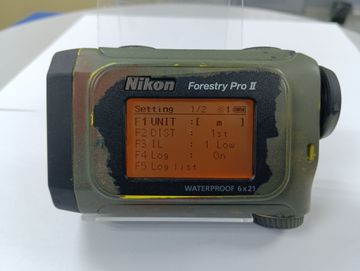 Nikon Forestry Pro II
Setting 1/2 ☼1
F1 UNIT :[ m ]
F2 DIST : 1st
F3 IL : 1 Low
F4 Log : On
F5 Log list
WATERPROOF 6x21